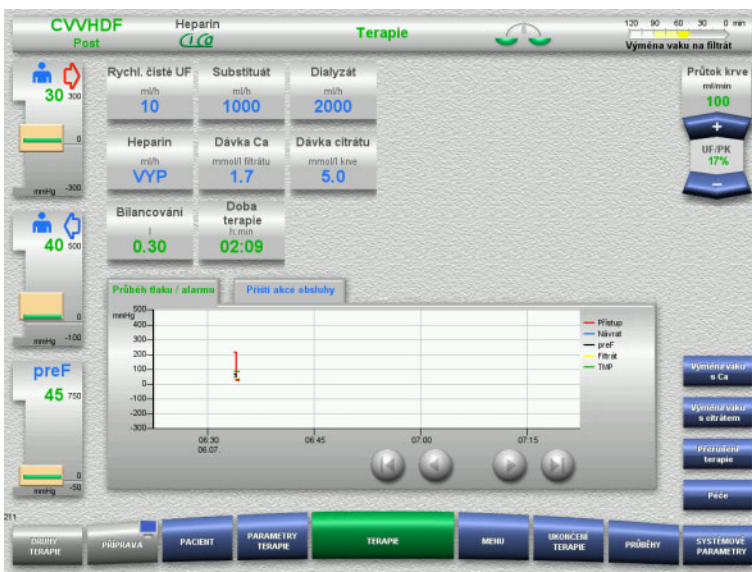 CVVHDF
Post
Heparin
Ci Ca
Terapie
120 90 60 30 0 min
Výměna vaku na filtrát
30
300
0
mmHg -300
40
500
0
mmHg -100
preF
45
750
0
mmHg -50
Rychl. čisté UF
ml/h
10
Substituát
ml/h
1000
Dialyzát
ml/h
2000
Heparin
ml/h
VYP
Dávka Ca
mmol/l filtrátu
1.7
Dávka citrátu
mmol/l krve
5.0
Bilancování
l
0.30
Doba
terapie
h:min
02:09
Průtok krve
ml/min
100
+
UF/PK
17%
−
Průběh tlaku / alarmu
Příští akce obsluhy
mmHg
500
400
300
200
100
0
-100
-200
-300
06:30
06.07.
06:45
07:00
07:15
Přístup
Návrat
preF
Filtrát
TMP
Výměna vaku
s Ca
Výměna vaku
s citrátem
Přerušení
terapie
Péče
211
DRUHY
TERAPIE
PŘÍPRAVA
PACIENT
PARAMETRY
TERAPIE
TERAPIE
MENU
UKONČENÍ
TERAPIE
PRŮBĚHY
SYSTÉMOVÉ
PARAMETRY